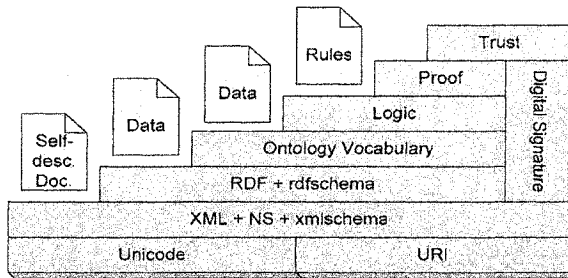 Trust
Rules
Proof
Digital Signature
Data
Data
Logic
Self-
desc.
Doc.
Ontology Vocabulary
RDF + rdfschema
XML + NS + xmlschema
Unicode
URI